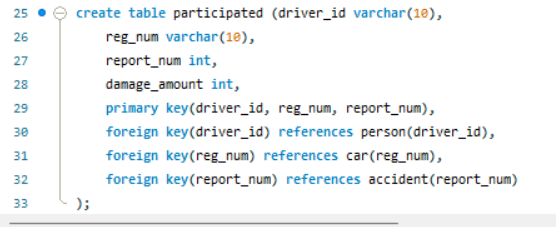 25 create table participated (driver_id varchar(10),
26 reg_num varchar(10),
27 report_num int,
28 damage_amount int,
29 primary key(driver_id, reg_num, report_num),
30 foreign key(driver_id) references person(driver_id),
31 foreign key(reg_num) references car(reg_num),
32 foreign key(report_num) references accident(report_num)
33 );